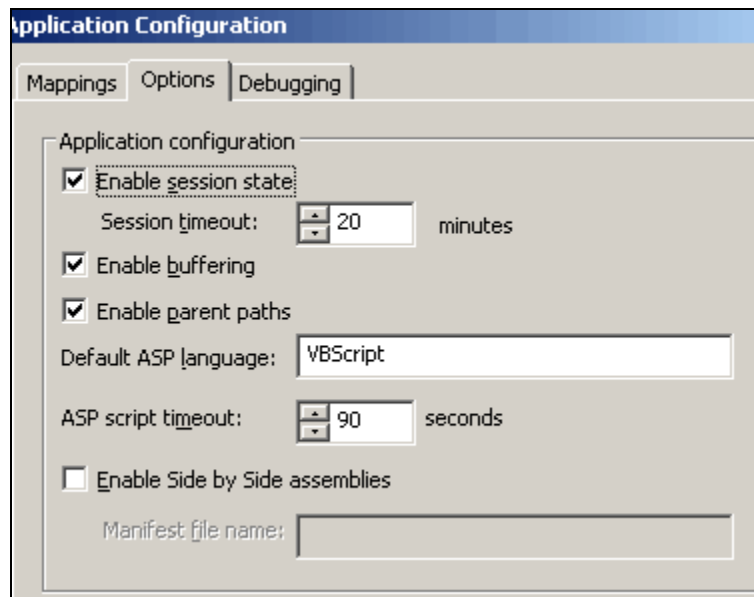 Application Configuration
Mappings Options Debugging
Application configuration
Enable session state
Session timeout: 20 minutes
Enable buffering
Enable parent paths
Default ASP language: VBScript
ASP script timeout: 90 seconds
Enable Side by Side assemblies
Manifest file name: